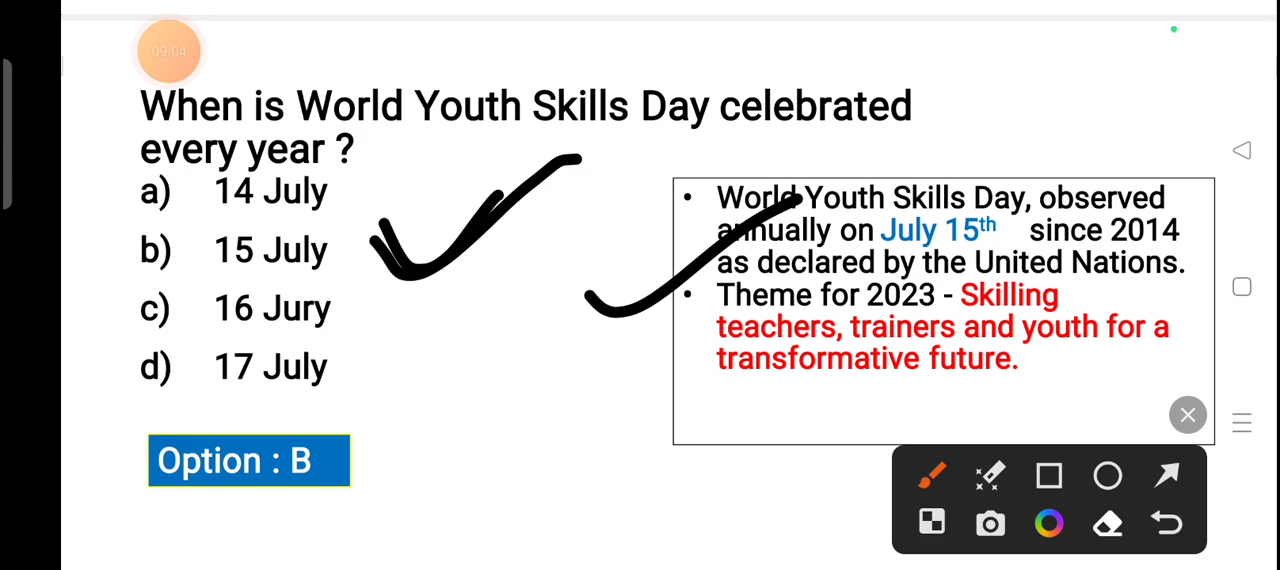 09:04
When is World Youth Skills Day celebrated
every year ?
a) 14 July
b) 15 July
c) 16 Jury
d) 17 July
Option : B
• World Youth Skills Day, observed
annually on July 15th since 2014
as declared by the United Nations.
• Theme for 2023 - Skilling
teachers, trainers and youth for a
transformative future.